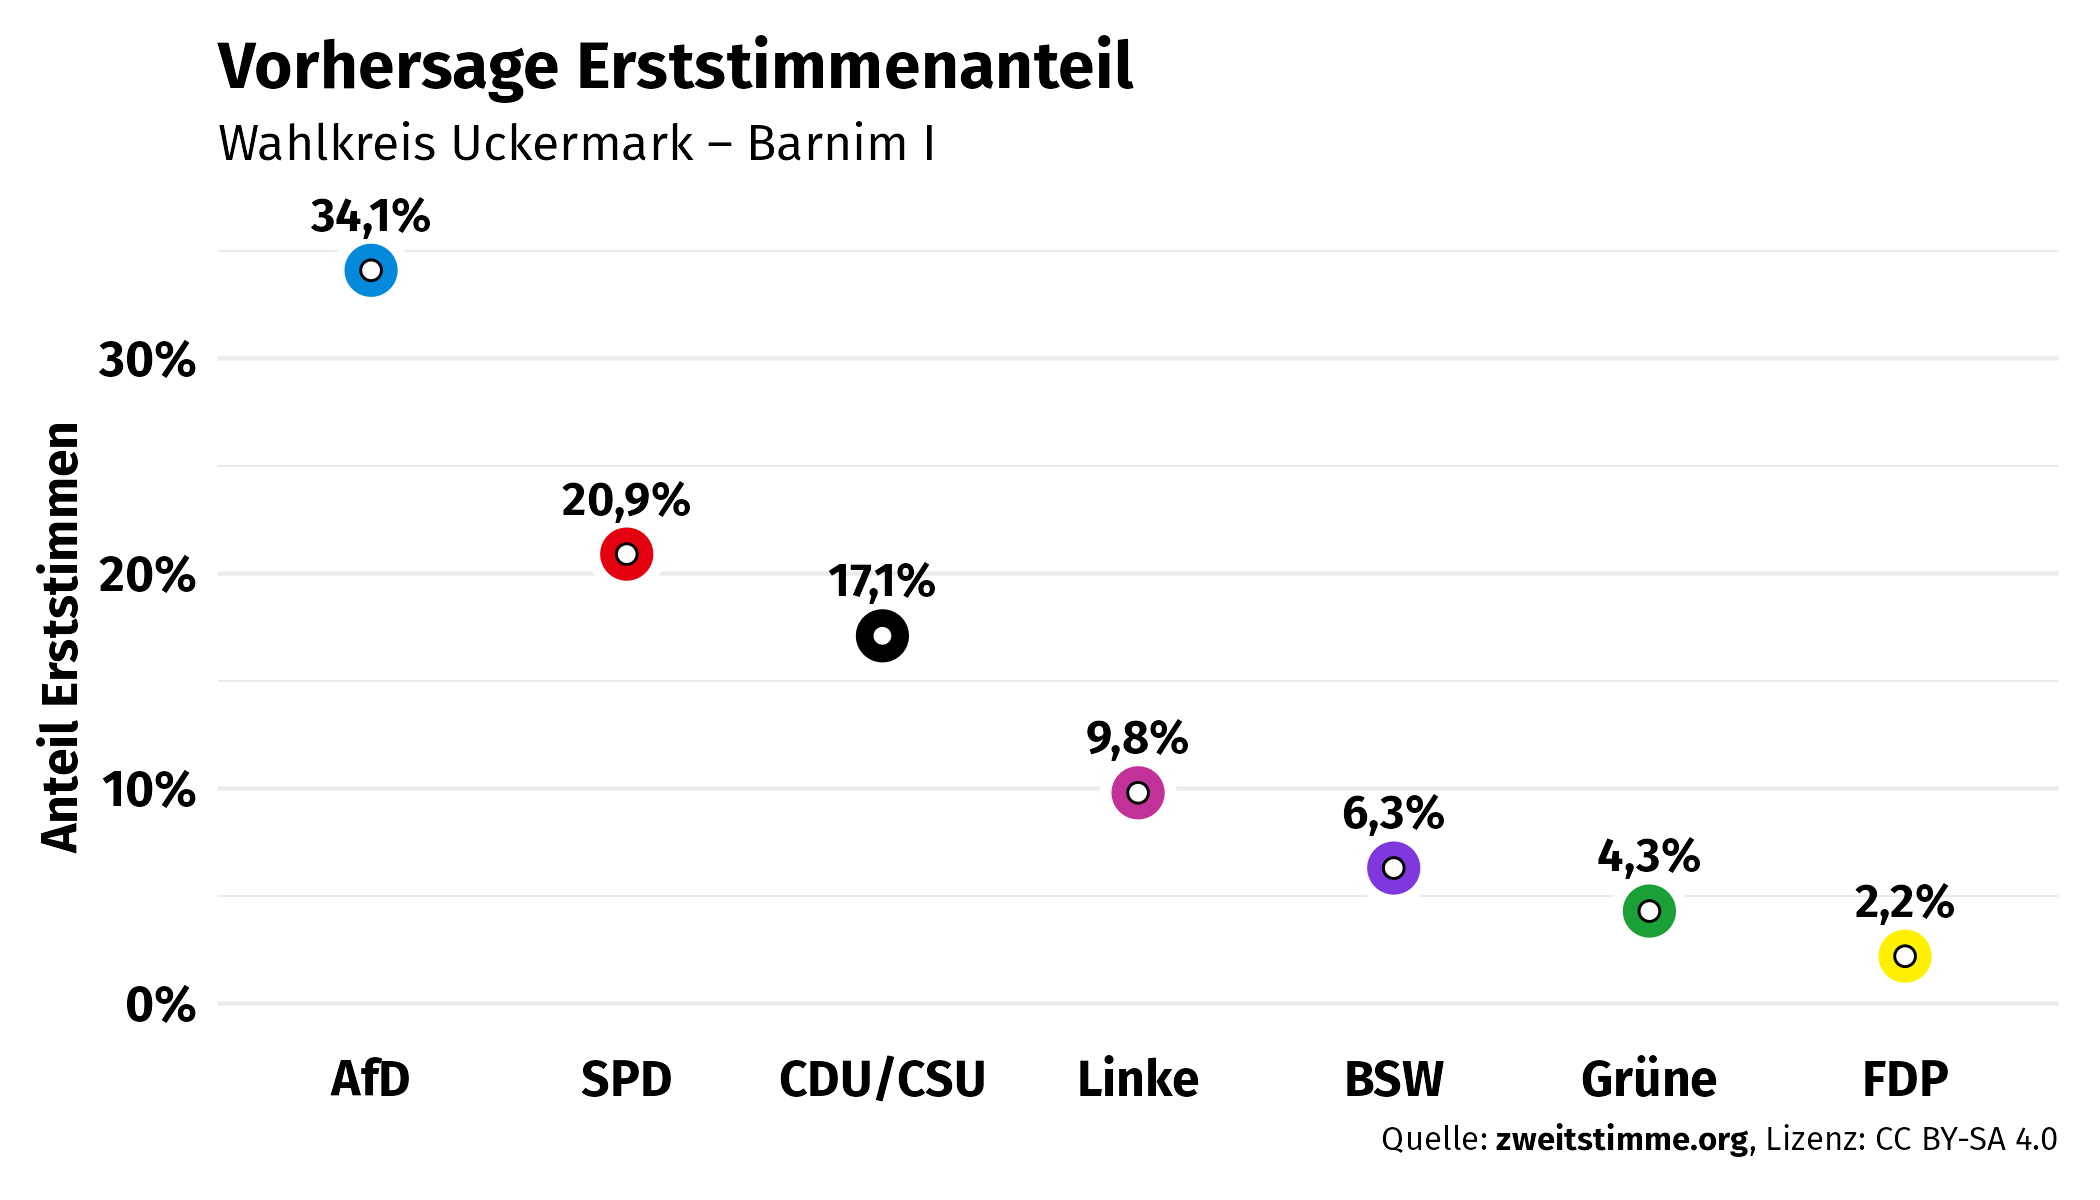 Vorhersage Erststimmenanteil
Wahlkreis Uckermark – Barnim I
34,1%
30%
20,9%
20%
17,1%
9,8%
10%
6,3%
4,3%
2,2%
0%
Anteil Erststimmen
AfD SPD CDU/CSU Linke BSW Grüne FDP
Quelle: zweitstimme.org, Lizenz: CC BY-SA 4.0